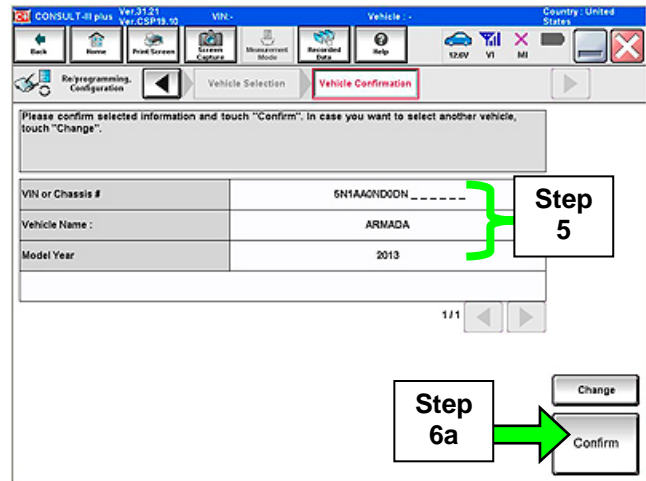 CONSULT-III plus Ver.31.21 VIN:- Vehicle : - Country : United
Ver.CSP19.10 States
Back Home Print Screen Screen Measurement Recorded Help 12.6V VI MI
Capture Mode Data
Re/programming, Vehicle Selection Vehicle Confirmation
Configuration
Please confirm selected information and touch "Confirm". In case you want to select another vehicle,
touch "Change".
VIN or Chassis # 5N1AA0ND0DN _ _ _ _ _ _
Step
5
Vehicle Name : ARMADA
Model Year 2013
1/1
Change
Step
6a
Confirm